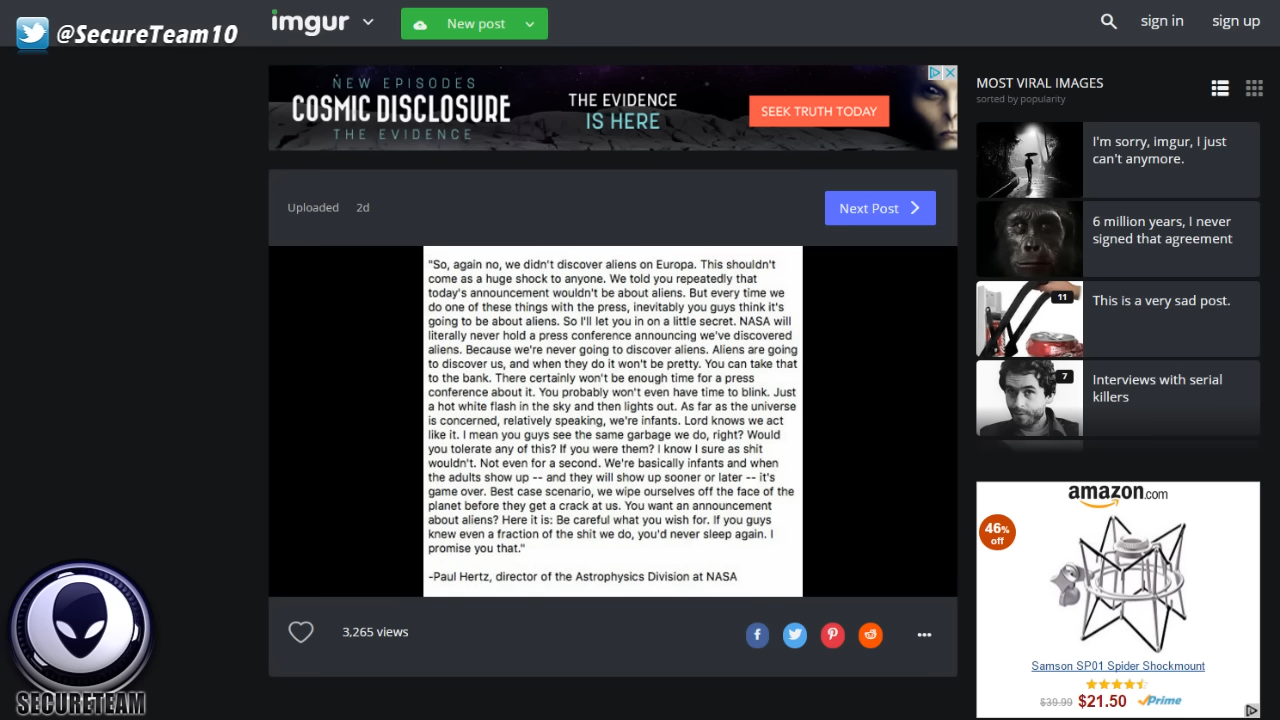 @SecureTeam10
imgur
New post
sign in
sign up
NEW EPISODES
COSMIC DISCLOSURE
THE EVIDENCE
THE EVIDENCE
IS HERE
SEEK TRUTH TODAY
MOST VIRAL IMAGES
sorted by popularity
I'm sorry, imgur, I just
can't anymore.
6 million years, I never
signed that agreement
11
This is a very sad post.
7
Interviews with serial
killers
Uploaded 2d
Next Post
"So, again no, we didn't discover aliens on Europa. This shouldn't
come as a huge shock to anyone. We told you repeatedly that
today's announcement wouldn't be about aliens. But every time we
do one of these things with the press, inevitably you guys think it's
going to be about aliens. So I'll let you in on a little secret. NASA will
literally never hold a press conference announcing we've discovered
aliens. Because we're never going to discover aliens. Aliens are going
to discover us, and when they do it won't be pretty. You can take that
to the bank. There certainly won't be enough time for a press
conference about it. You probably won't even have time to blink. Just
a hot white flash in the sky and then lights out. As far as the universe
is concerned, relatively speaking, we're infants. Lord knows we act
like it. I mean you guys see the same garbage we do, right? Would
you tolerate any of this? If you were them? I know I sure as shit
wouldn't. Not even for a second. We're basically infants and when
the adults show up -- and they will show up sooner or later -- it's
game over. Best case scenario, we wipe ourselves off the face of the
planet before they get a crack at us. You want an announcement
about aliens? Here it is: Be careful what you wish for. If you guys
knew even a fraction of the shit we do, you'd never sleep again. I
promise you that."
-Paul Hertz, director of the Astrophysics Division at NASA
3,265 views
amazon.com
46%
off
Samson SP01 Spider Shockmount
$39.99 $21.50 Prime
SECURETEAM